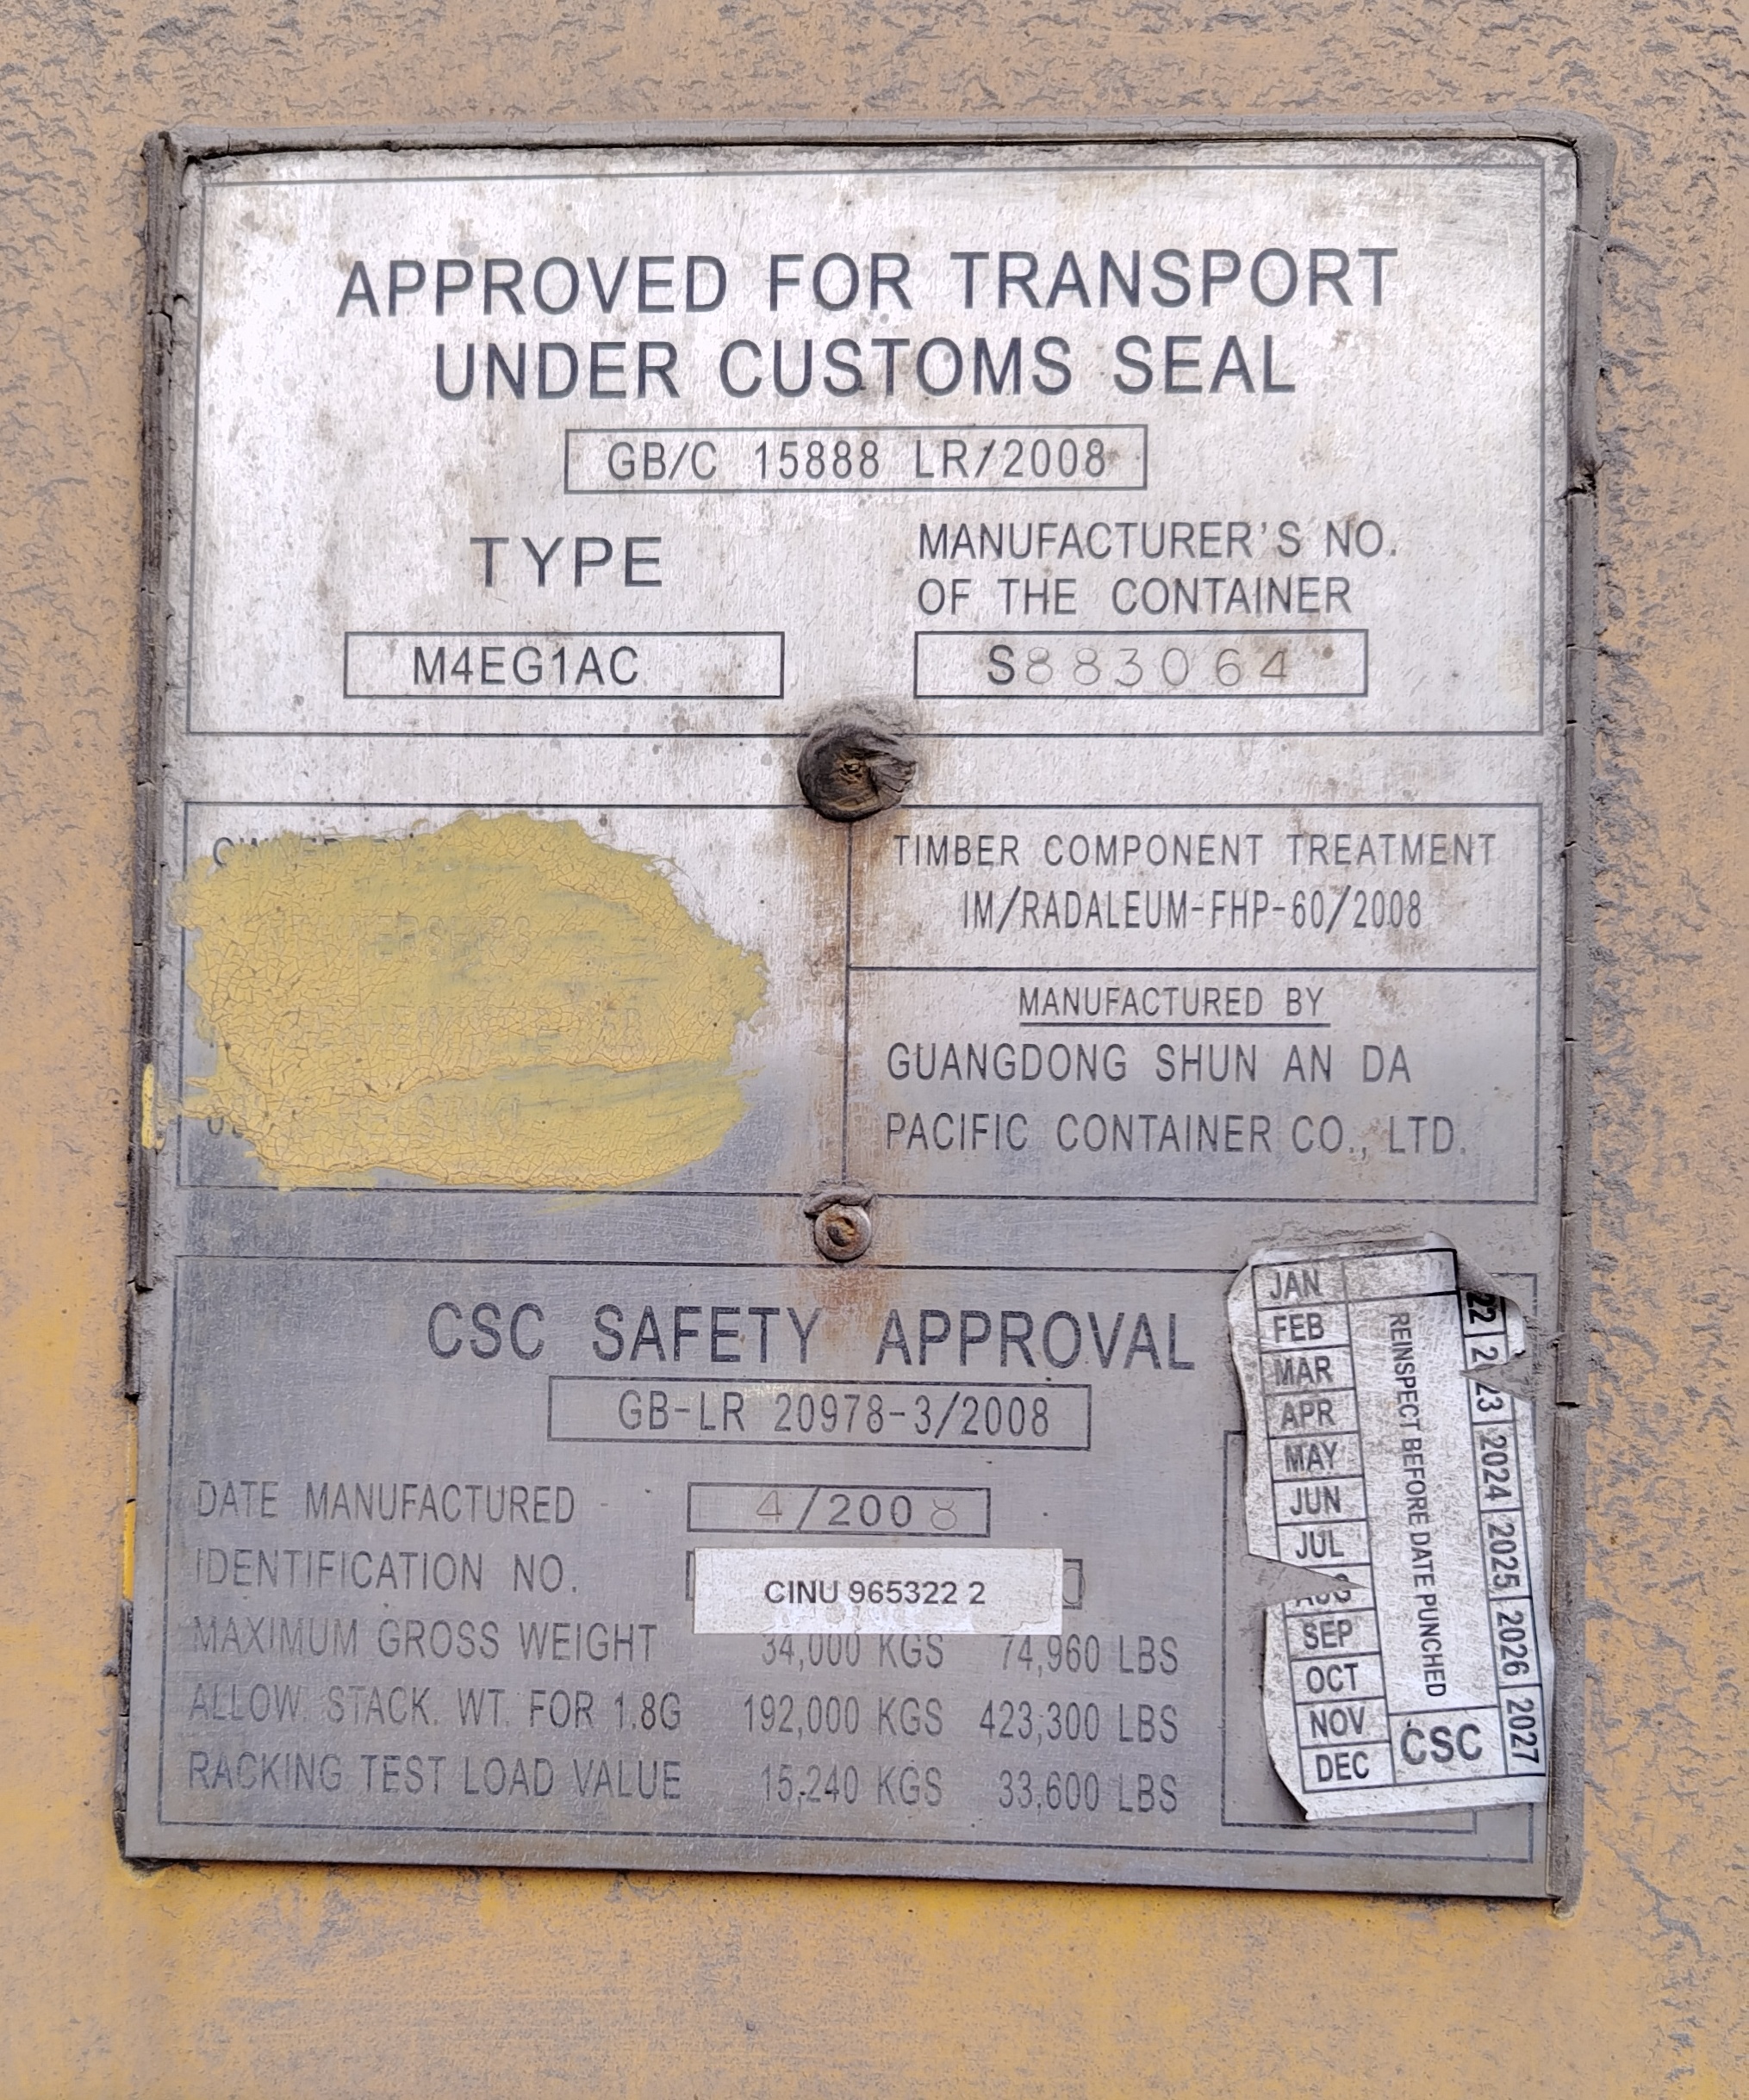 APPROVED FOR TRANSPORT
UNDER CUSTOMS SEAL
GB/C 15888 LR/2008
TYPE
MANUFACTURER'S NO.
OF THE CONTAINER
M4EG1AC
S883064
TIMBER COMPONENT TREATMENT
IM/RADALEUM-FHP-60/2008
MANUFACTURED BY
GUANGDONG SHUN AN DA
PACIFIC CONTAINER CO., LTD.
CSC SAFETY APPROVAL
GB-LR 20978-3/2008
DATE MANUFACTURED 4/2008
IDENTIFICATION NO. CINU 965322 2
MAXIMUM GROSS WEIGHT 34,000 KGS 74,960 LBS
ALLOW. STACK. WT. FOR 1.8G 192,000 KGS 423,300 LBS
RACKING TEST LOAD VALUE 15,240 KGS 33,600 LBS
JAN
FEB
MAR
APR
MAY
JUN
JUL
AUG
SEP
OCT
NOV
DEC
REINSPECT BEFORE DATE PUNCHED
CSC
22 2023 2024 2025 2026 2027